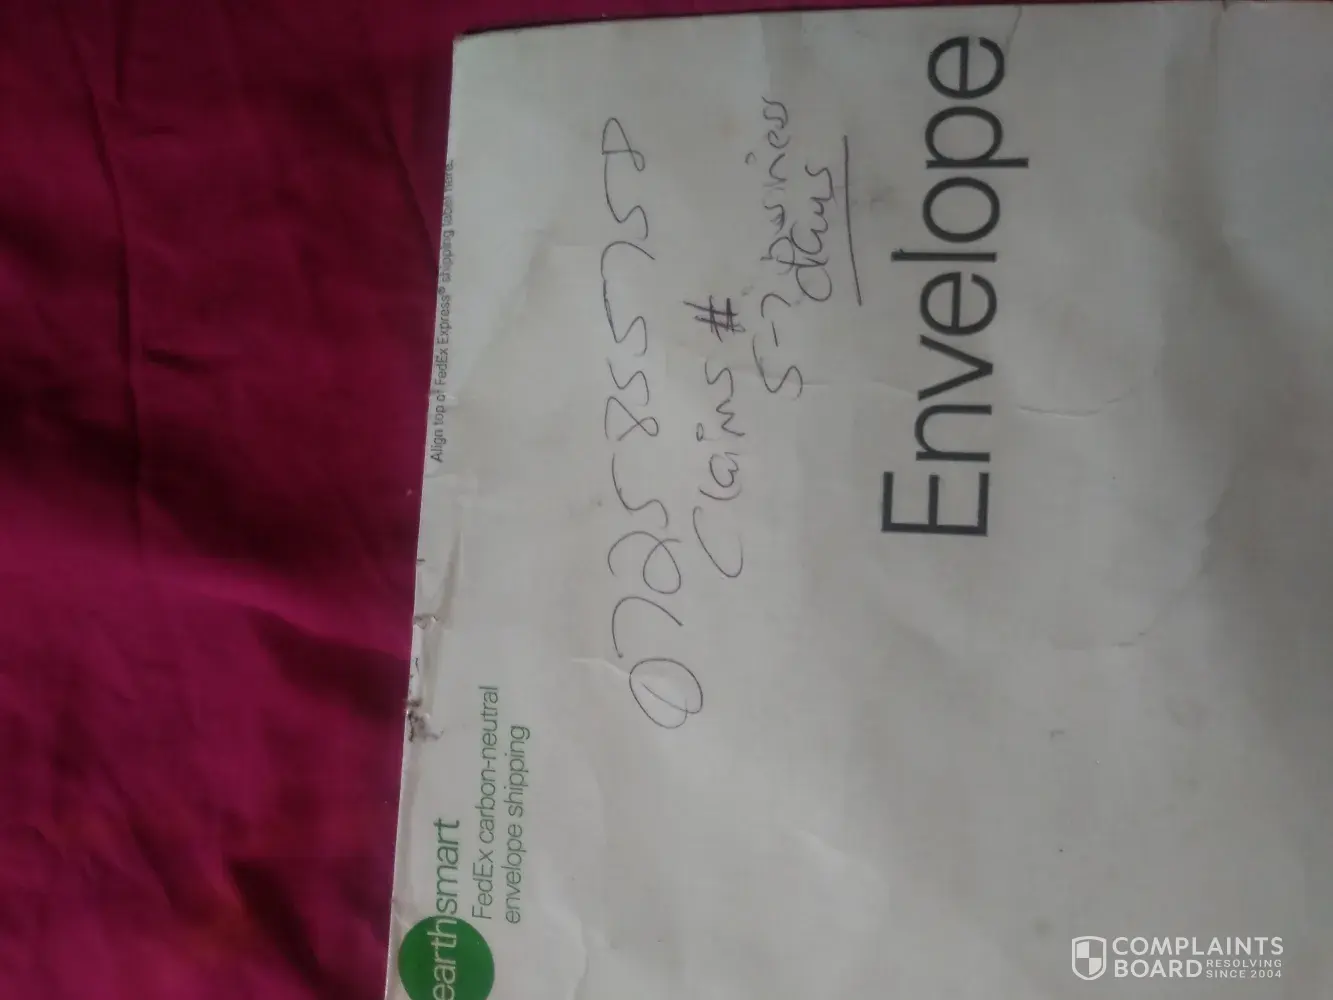 Align top of FedEx Express® shipping label here.
earthsmart
FedEx carbon-neutral
envelope shipping
0725855758
Claims #
5-7 business
days
Envelope
COMPLAINTS
BOARD RESOLVING
SINCE 2004